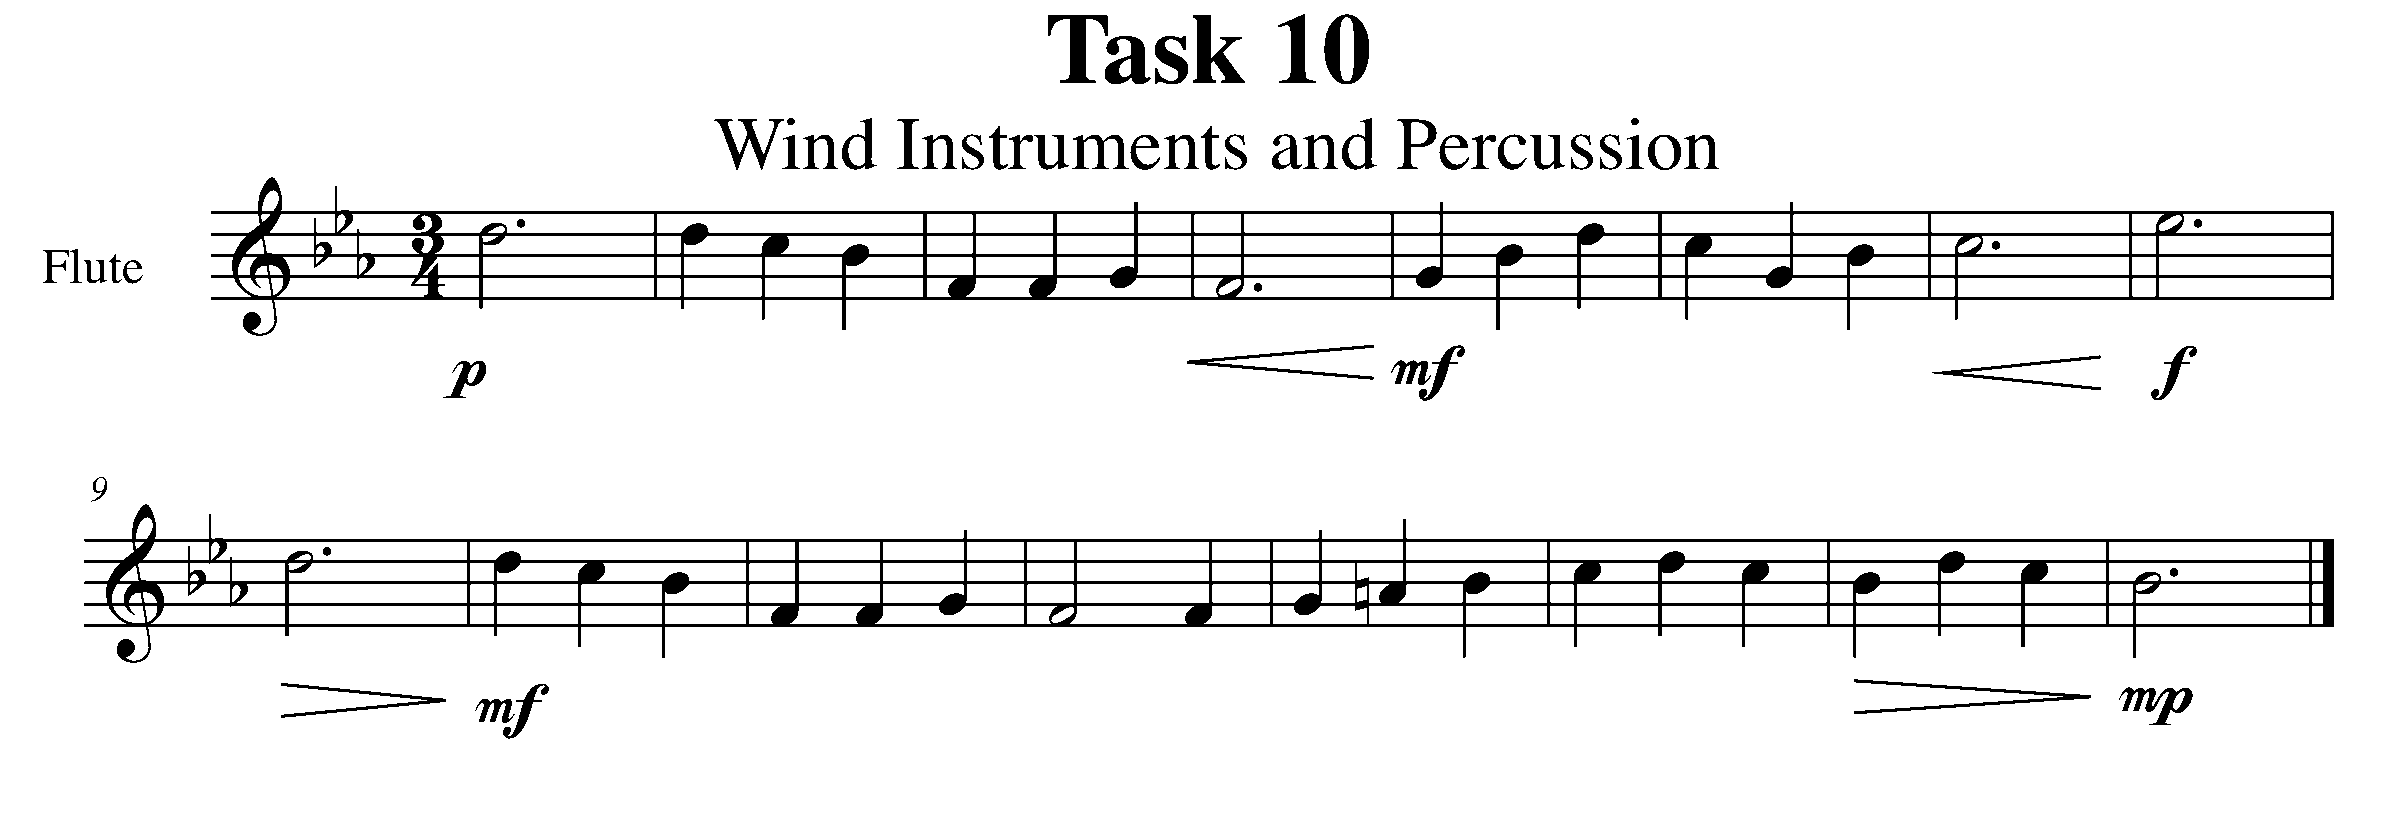 Task 10
Wind Instruments and Percussion
Flute
3
4
p mf f
9
mf mp